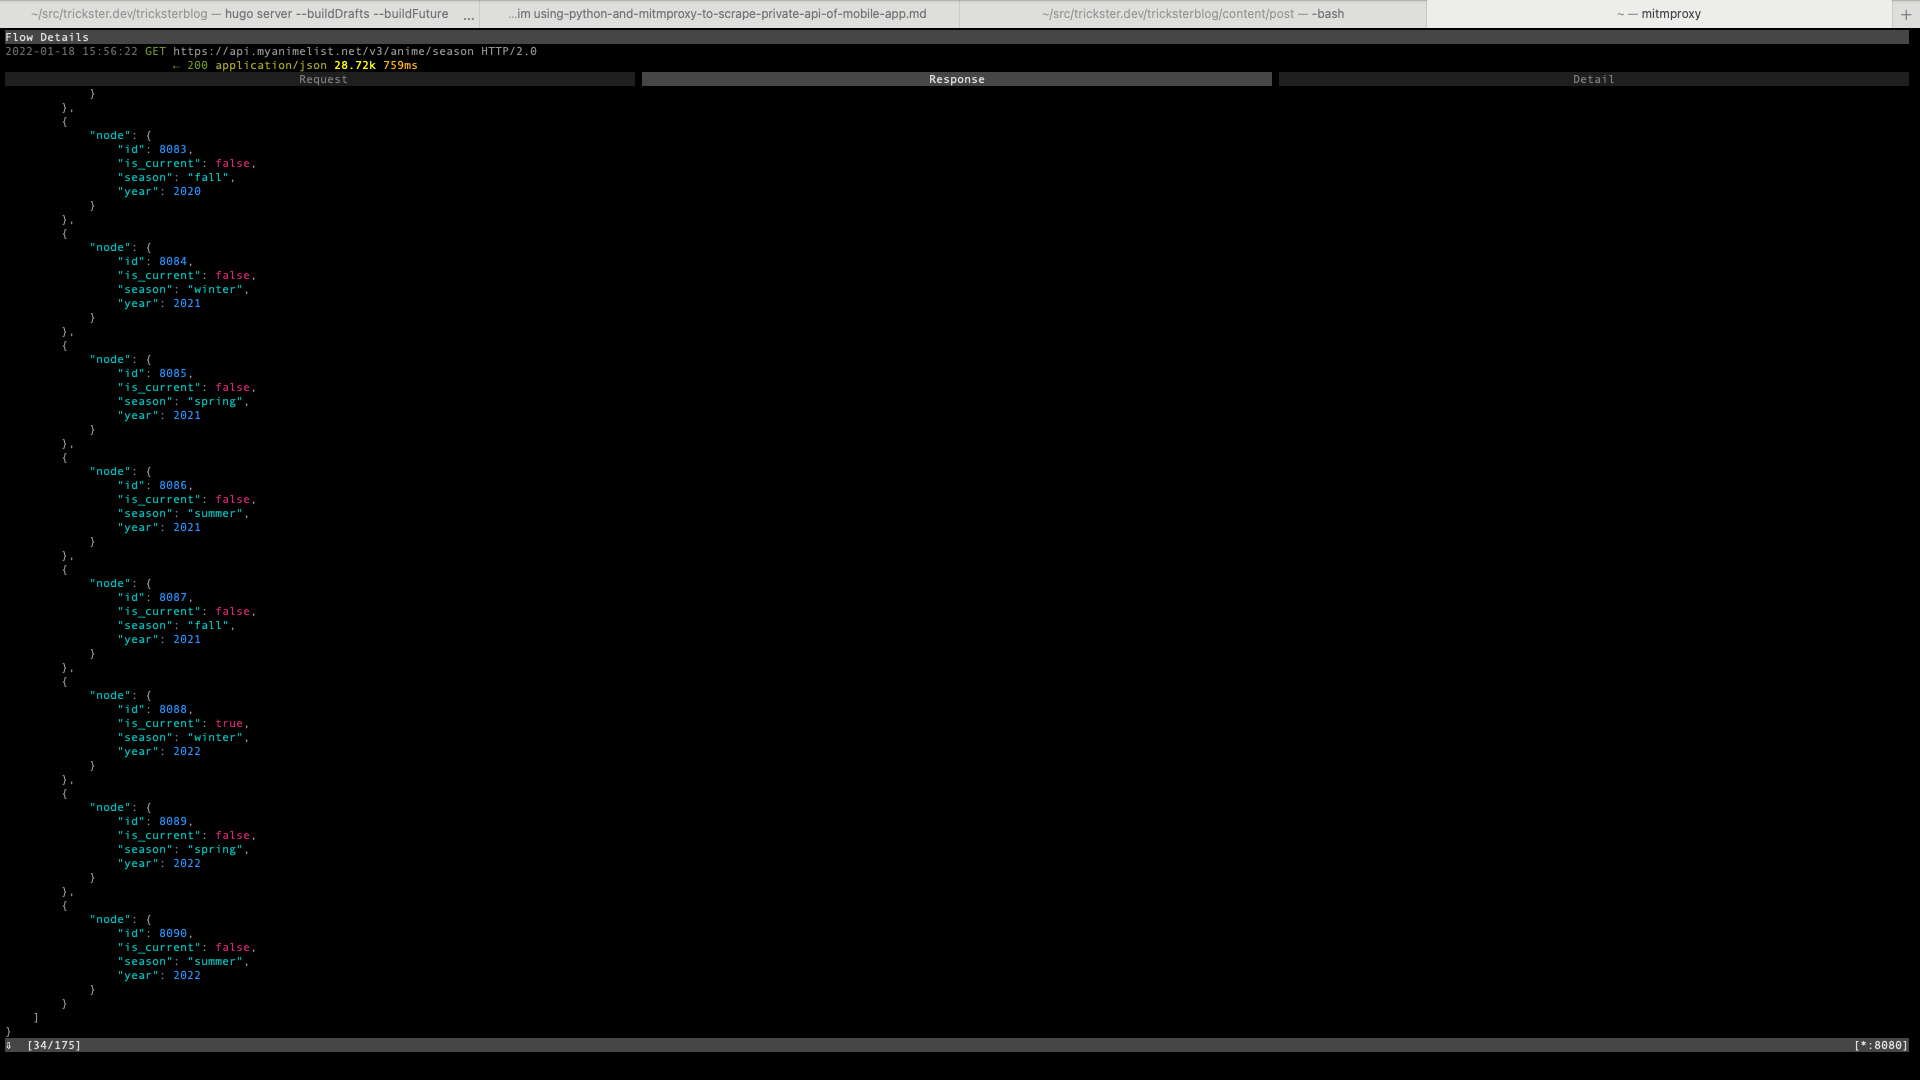 ~/src/trickster.dev/tricksterblog — hugo server --buildDrafts --buildFuture ...
...im using-python-and-mitmproxy-to-scrape-private-api-of-mobile-app.md
~/src/trickster.dev/tricksterblog/content/post — -bash
~ — mitmproxy
+
Flow Details
2022-01-18 15:56:22 GET https://api.myanimelist.net/v3/anime/season HTTP/2.0
← 200 application/json 28.72k 759ms
Request Response Detail
}
},
{
"node": {
"id": 8083,
"is_current": false,
"season": "fall",
"year": 2020
}
},
{
"node": {
"id": 8084,
"is_current": false,
"season": "winter",
"year": 2021
}
},
{
"node": {
"id": 8085,
"is_current": false,
"season": "spring",
"year": 2021
}
},
{
"node": {
"id": 8086,
"is_current": false,
"season": "summer",
"year": 2021
}
},
{
"node": {
"id": 8087,
"is_current": false,
"season": "fall",
"year": 2021
}
},
{
"node": {
"id": 8088,
"is_current": true,
"season": "winter",
"year": 2022
}
},
{
"node": {
"id": 8089,
"is_current": false,
"season": "spring",
"year": 2022
}
},
{
"node": {
"id": 8090,
"is_current": false,
"season": "summer",
"year": 2022
}
}
]
}
⇩ [34/175] [*:8080]